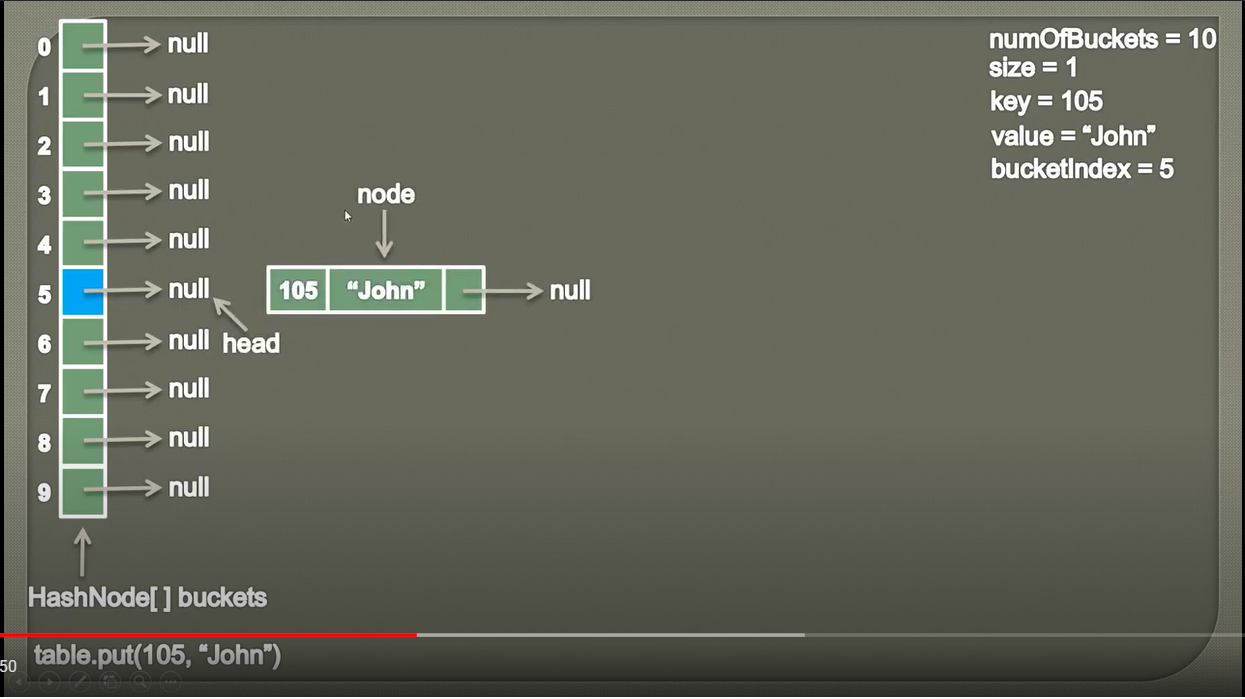 0 null
1 null
2 null
3 null
4 null
5 null
6 null
7 null
8 null
9 null
head
node
105 “John” null
numOfBuckets = 10
size = 1
key = 105
value = “John”
bucketIndex = 5
HashNode[ ] buckets
table.put(105, “John”)
50